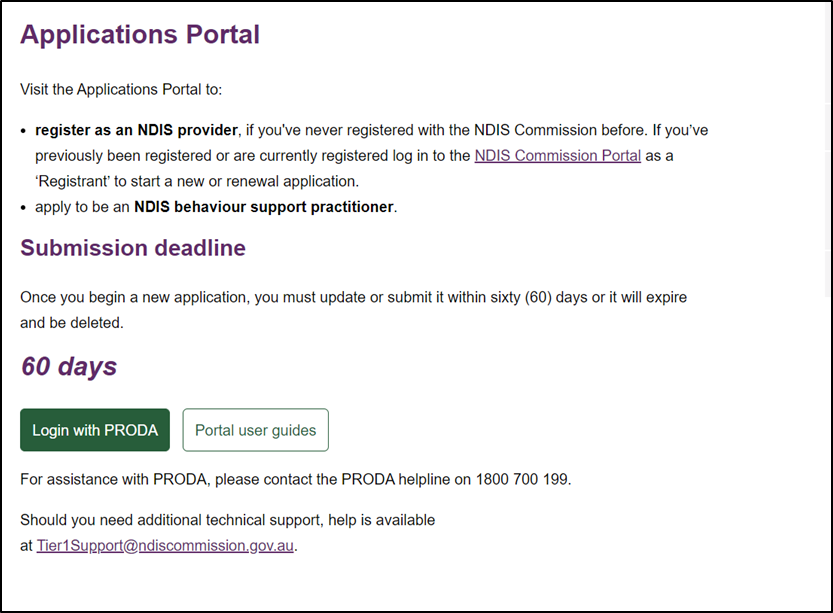 Applications Portal
Visit the Applications Portal to:
• register as an NDIS provider, if you've never registered with the NDIS Commission before. If you’ve
previously been registered or are currently registered log in to the NDIS Commission Portal as a
‘Registrant’ to start a new or renewal application.
• apply to be an NDIS behaviour support practitioner.
Submission deadline
Once you begin a new application, you must update or submit it within sixty (60) days or it will expire
and be deleted.
60 days
Login with PRODA Portal user guides
For assistance with PRODA, please contact the PRODA helpline on 1800 700 199.
Should you need additional technical support, help is available
at Tier1Support@ndiscommission.gov.au.